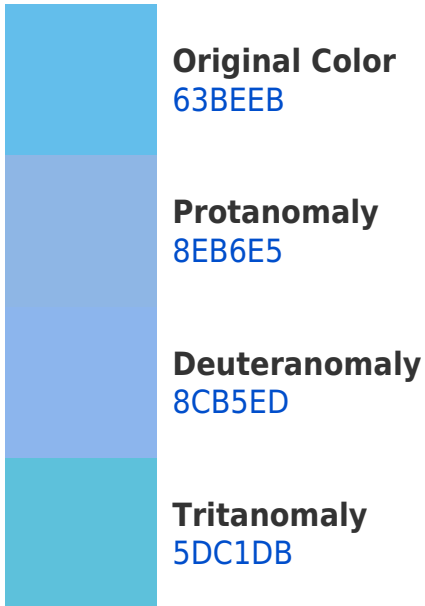 Original Color
63BEEB
Protanomaly
8EB6E5
Deuteranomaly
8CB5ED
Tritanomaly
5DC1DB